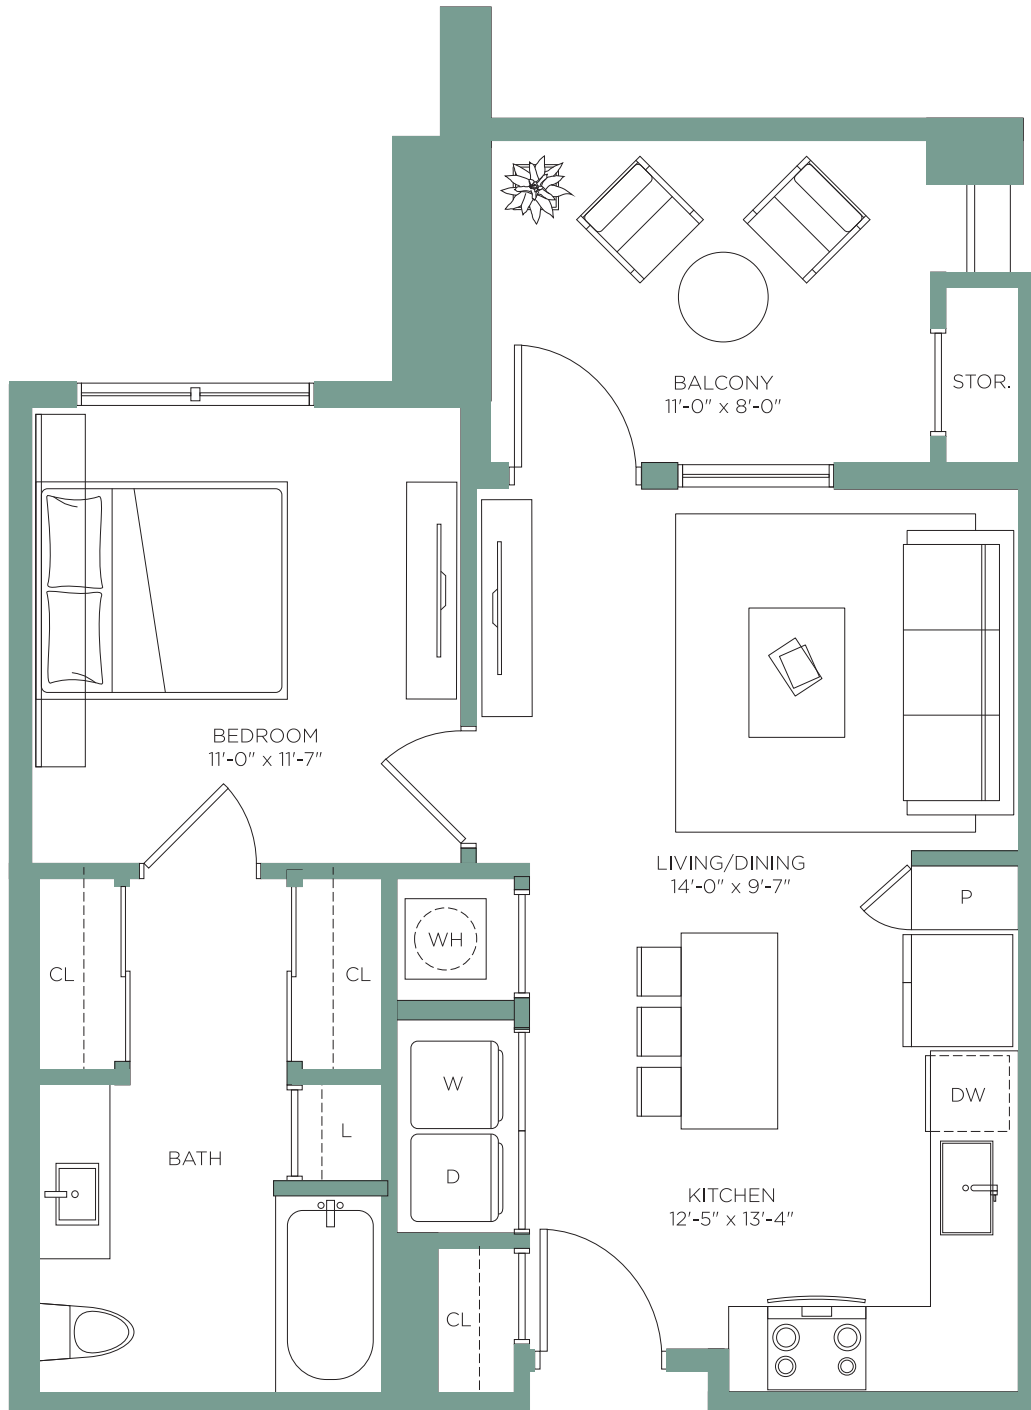 BALCONY
11'-0" x 8'-0"
STOR.
BEDROOM
11'-0" x 11'-7"
LIVING/DINING
14'-0" x 9'-7"
P
WH
CL
CL
W
DW
L
BATH
D
KITCHEN
12'-5" x 13'-4"
CL